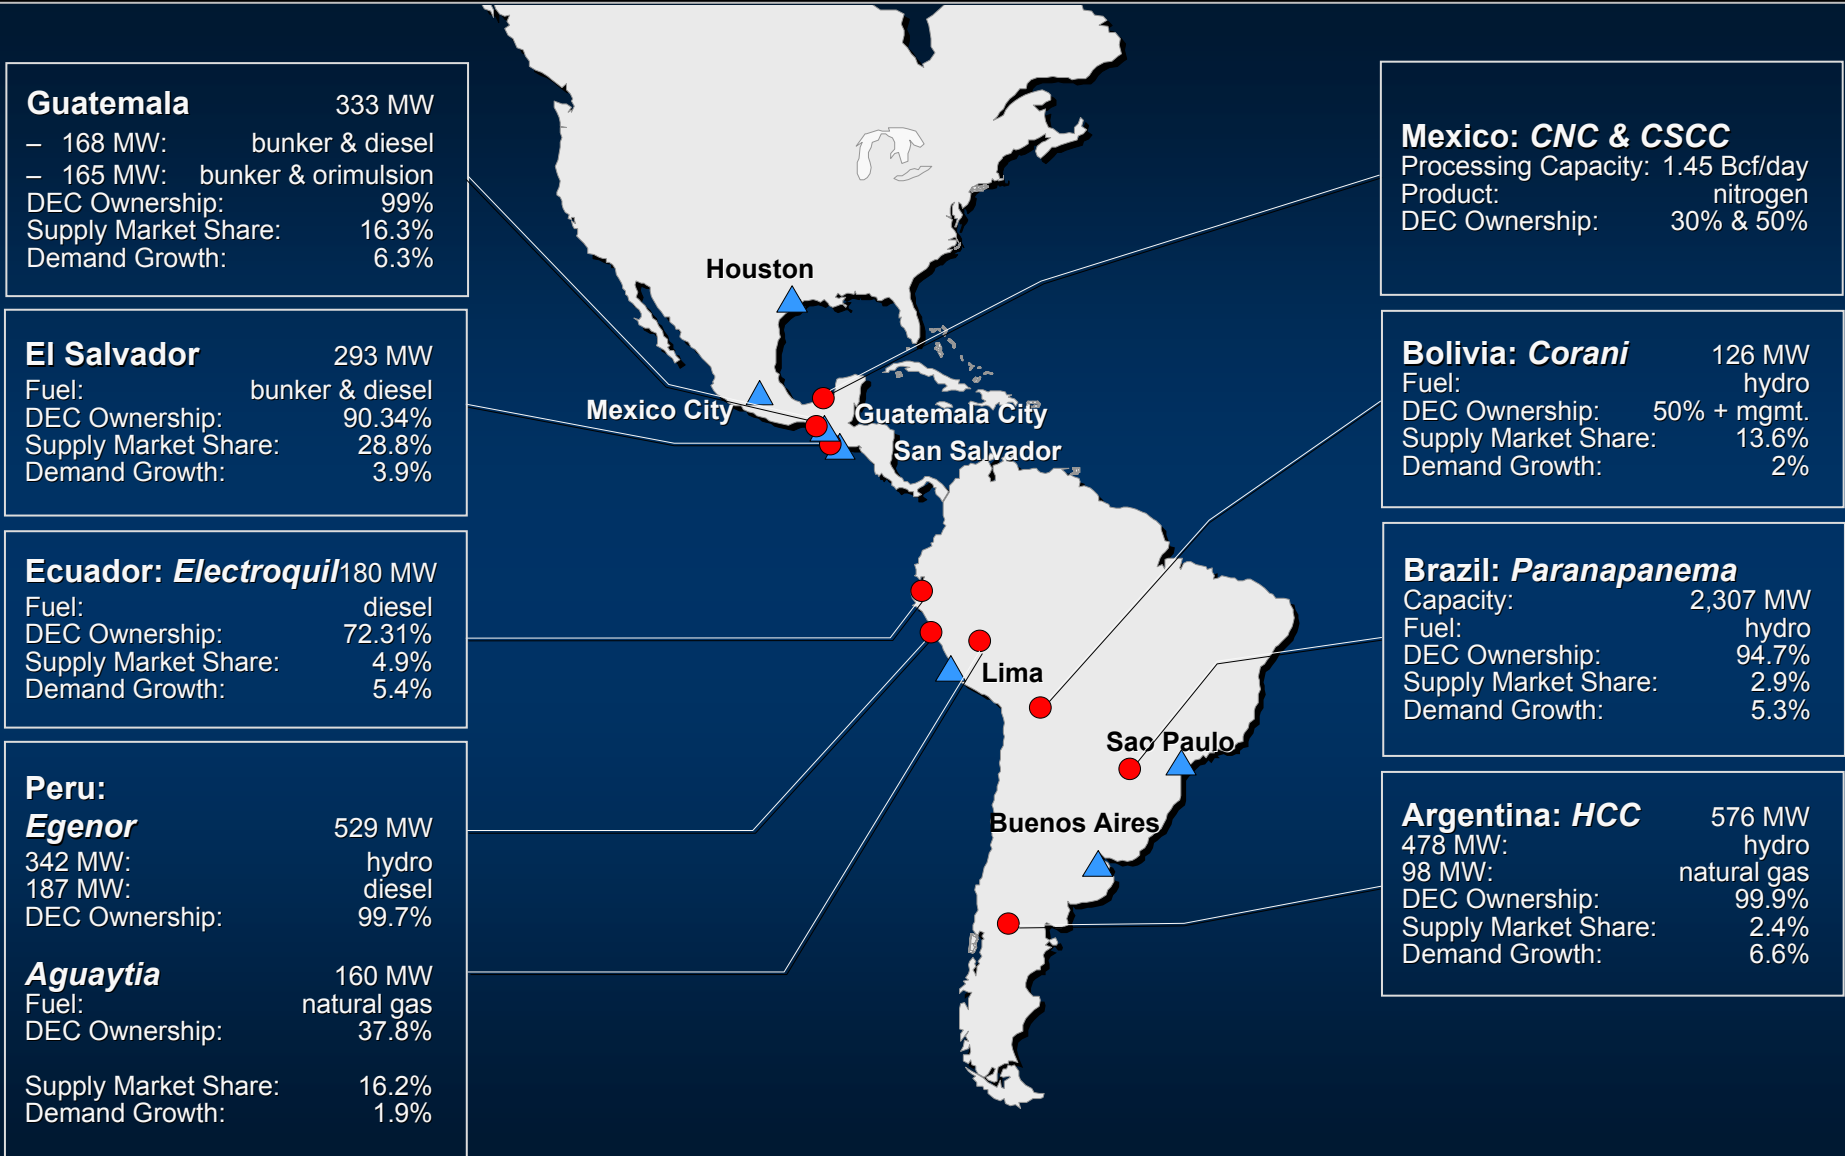 Guatemala 333 MW
– 168 MW: bunker & diesel
– 165 MW: bunker & orimulsion
DEC Ownership: 99%
Supply Market Share: 16.3%
Demand Growth: 6.3%
El Salvador 293 MW
Fuel: bunker & diesel
DEC Ownership: 90.34%
Supply Market Share: 28.8%
Demand Growth: 3.9%
Ecuador: Electroquil 180 MW
Fuel: diesel
DEC Ownership: 72.31%
Supply Market Share: 4.9%
Demand Growth: 5.4%
Peru:
Egenor 529 MW
342 MW: hydro
187 MW: diesel
DEC Ownership: 99.7%
Aguaytia 160 MW
Fuel: natural gas
DEC Ownership: 37.8%
Supply Market Share: 16.2%
Demand Growth: 1.9%
Houston
Mexico City
Guatemala City
San Salvador
Lima
Sao Paulo
Buenos Aires
Mexico: CNC & CSCC
Processing Capacity: 1.45 Bcf/day
Product: nitrogen
DEC Ownership: 30% & 50%
Bolivia: Corani 126 MW
Fuel: hydro
DEC Ownership: 50% + mgmt.
Supply Market Share: 13.6%
Demand Growth: 2%
Brazil: Paranapanema
Capacity: 2,307 MW
Fuel: hydro
DEC Ownership: 94.7%
Supply Market Share: 2.9%
Demand Growth: 5.3%
Argentina: HCC 576 MW
478 MW: hydro
98 MW: natural gas
DEC Ownership: 99.9%
Supply Market Share: 2.4%
Demand Growth: 6.6%